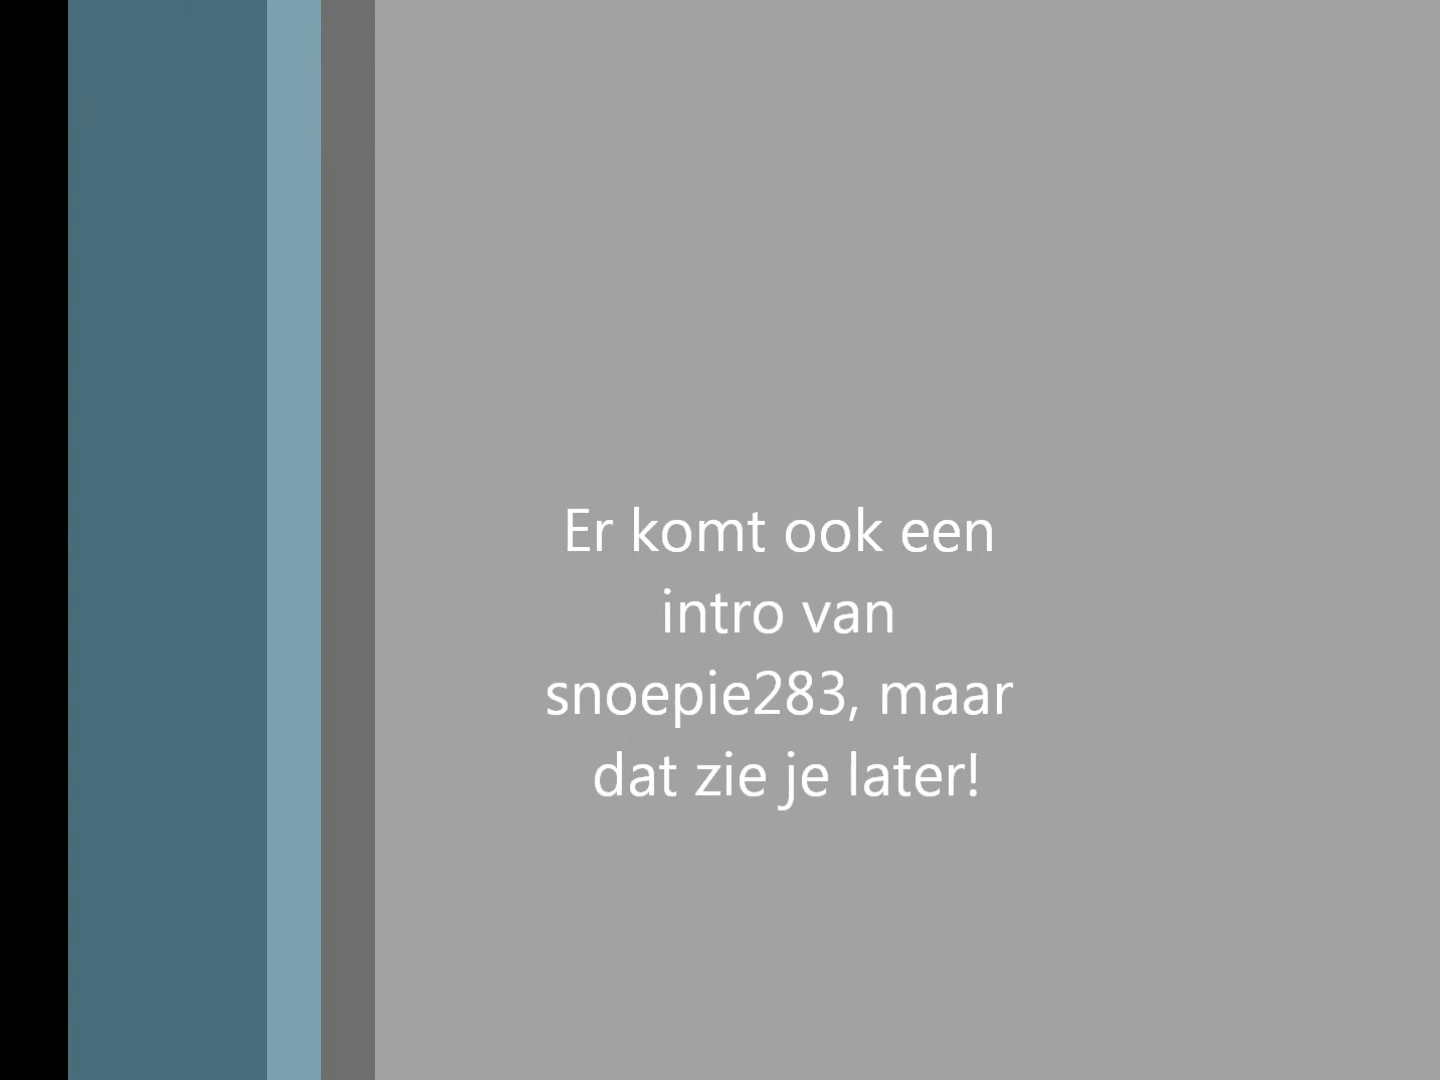 Er komt ook een
intro van
snoepie283, maar
dat zie je later!